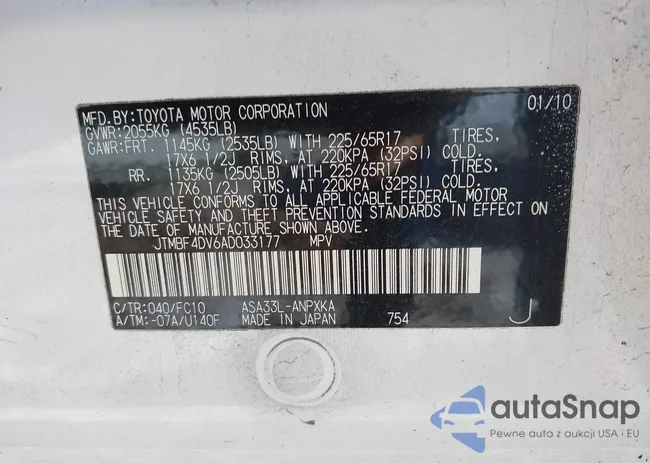 MFD.BY:TOYOTA MOTOR CORPORATION 01/10
GVWR:2055KG (4535LB)
GAWR:FRT. 1145KG (2535LB) WITH 225/65R17 TIRES,
17X6 1/2J RIMS, AT 220KPA (32PSI) COLD.
RR. 1135KG (2505LB) WITH 225/65R17 TIRES,
17X6 1/2J RIMS, AT 220KPA (32PSI) COLD.
THIS VEHICLE CONFORMS TO ALL APPLICABLE FEDERAL MOTOR
VEHICLE SAFETY AND THEFT PREVENTION STANDARDS IN EFFECT ON
THE DATE OF MANUFACTURE SHOWN ABOVE.
JTMBF4DV6AD033177 MPV
C/TR:040/FC10 ASA33L-ANPXKA
A/TM:-07A/U140F MADE IN JAPAN 754 J
autaSnap
Pewne auta z aukcji USA i EU